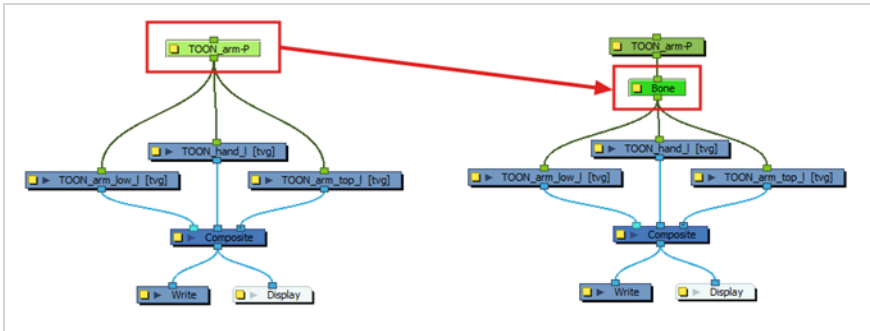 TOON_arm-P
TOON_hand_l [tvg]
TOON_arm_low_l [tvg]
TOON_arm_top_l [tvg]
Composite
Write
Display
TOON_arm-P
Bone
TOON_hand_l [tvg]
TOON_arm_low_l [tvg]
TOON_arm_top_l [tvg]
Composite
Write
Display